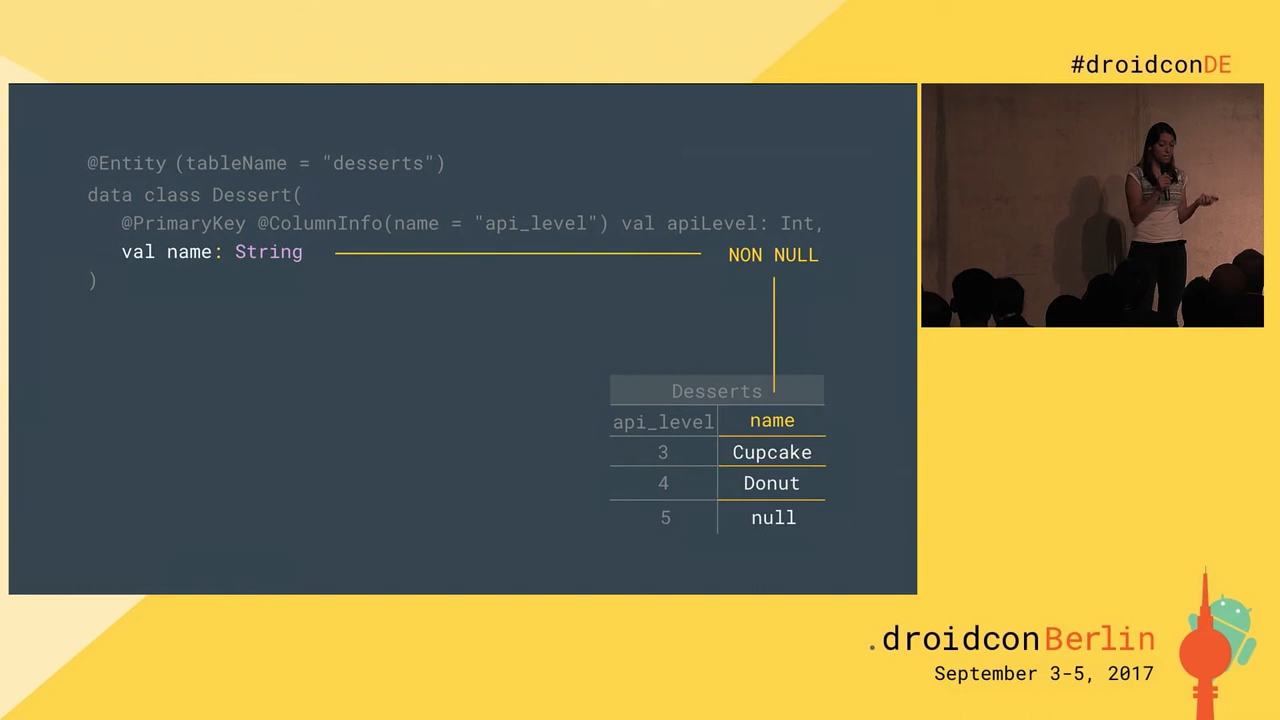 #droidconDE
@Entity (tableName = "desserts")
data class Dessert(
@PrimaryKey @ColumnInfo(name = "api_level") val apiLevel: Int,
val name: String
NON NULL
)
Desserts
api_level name
3 Cupcake
4 Donut
5 null
.droidconBerlin
September 3-5, 2017